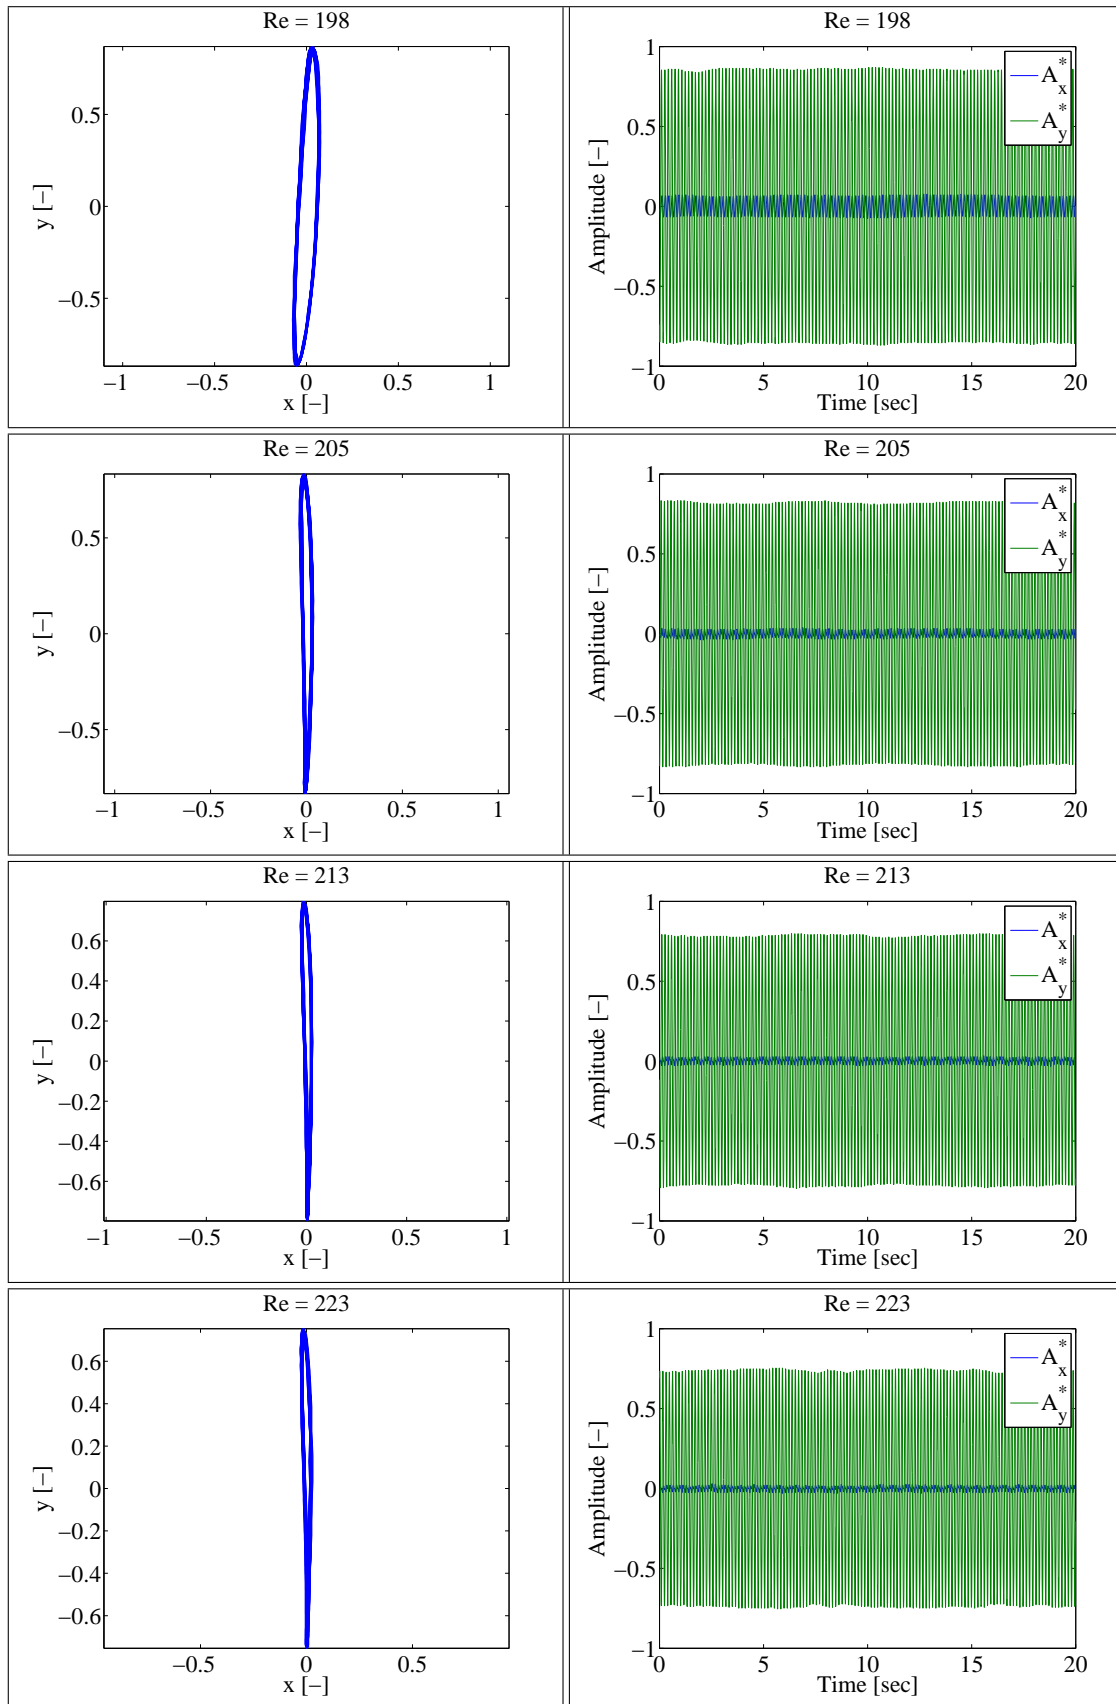 Re = 198
0.5
0
−0.5
y [−]
−1
−0.5
0
0.5
1
x [−]
Re = 198
1
0.5
0
−0.5
−1
Amplitude [−]
A*x
A*y
0
5
10
15
20
Time [sec]
Re = 205
0.5
0
−0.5
y [−]
−1
−0.5
0
0.5
1
x [−]
Re = 205
1
0.5
0
−0.5
−1
Amplitude [−]
A*x
A*y
0
5
10
15
20
Time [sec]
Re = 213
0.6
0.4
0.2
0
−0.2
−0.4
−0.6
y [−]
−1
−0.5
0
0.5
1
x [−]
Re = 213
1
0.5
0
−0.5
−1
Amplitude [−]
A*x
A*y
0
5
10
15
20
Time [sec]
Re = 223
0.6
0.4
0.2
0
−0.2
−0.4
−0.6
y [−]
−0.5
0
0.5
x [−]
Re = 223
1
0.5
0
−0.5
−1
Amplitude [−]
A*x
A*y
0
5
10
15
20
Time [sec]